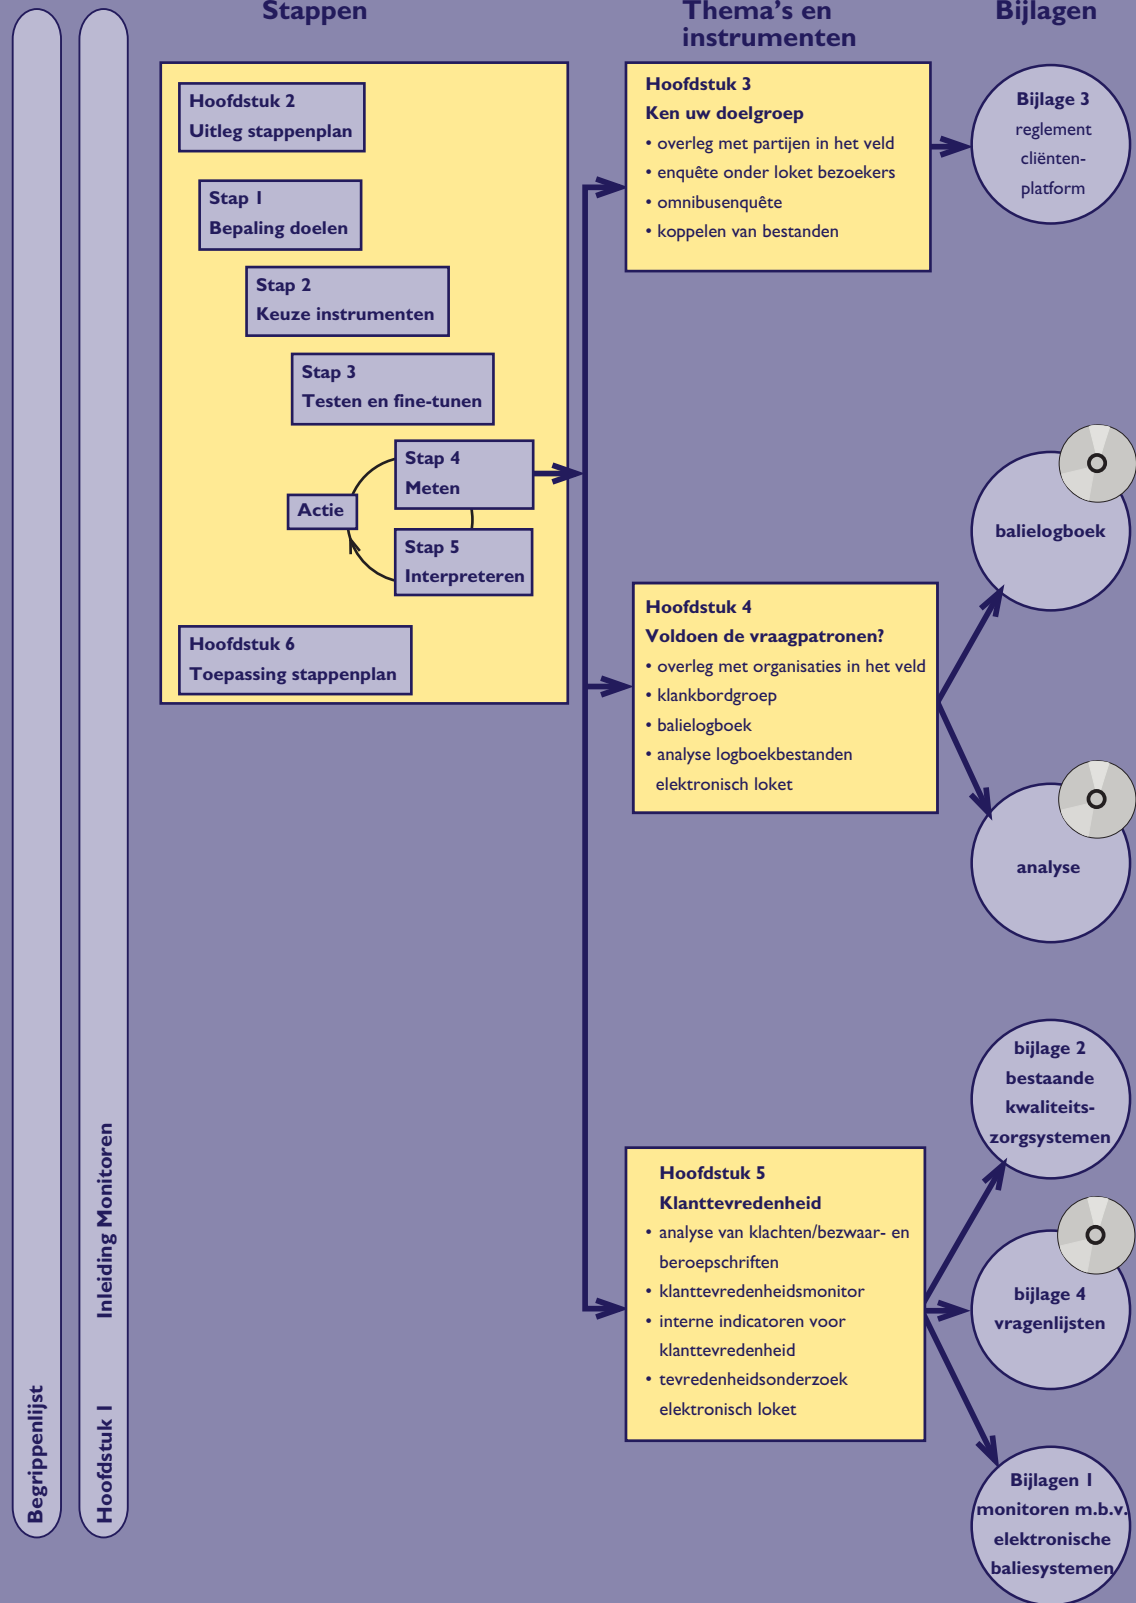 Stappen
Thema's en
instrumenten
Bijlagen
Begrippenlijst
Hoofdstuk 1 Inleiding Monitoren
Hoofdstuk 2
Uitleg stappenplan
Stap 1
Bepaling doelen
Stap 2
Keuze instrumenten
Stap 3
Testen en fine-tunen
Stap 4
Meten
Actie
Stap 5
Interpreteren
Hoofdstuk 6
Toepassing stappenplan
Hoofdstuk 3
Ken uw doelgroep
• overleg met partijen in het veld
• enquête onder loket bezoekers
• omnibusenquête
• koppelen van bestanden
Bijlage 3
reglement
cliënten-
platform
Hoofdstuk 4
Voldoen de vraagpatronen?
• overleg met organisaties in het veld
• klankbordgroep
• balielogboek
• analyse logboekbestanden
elektronisch loket
balielogboek
analyse
Hoofdstuk 5
Klanttevredenheid
• analyse van klachten/bezwaar- en
beroepschriften
• klanttevredenheidsmonitor
• interne indicatoren voor
klanttevredenheid
• tevredenheidsonderzoek
elektronisch loket
bijlage 2
bestaande
kwaliteits-
zorgsystemen
bijlage 4
vragenlijsten
Bijlagen 1
monitoren m.b.v.
elektronische
baliesystemen